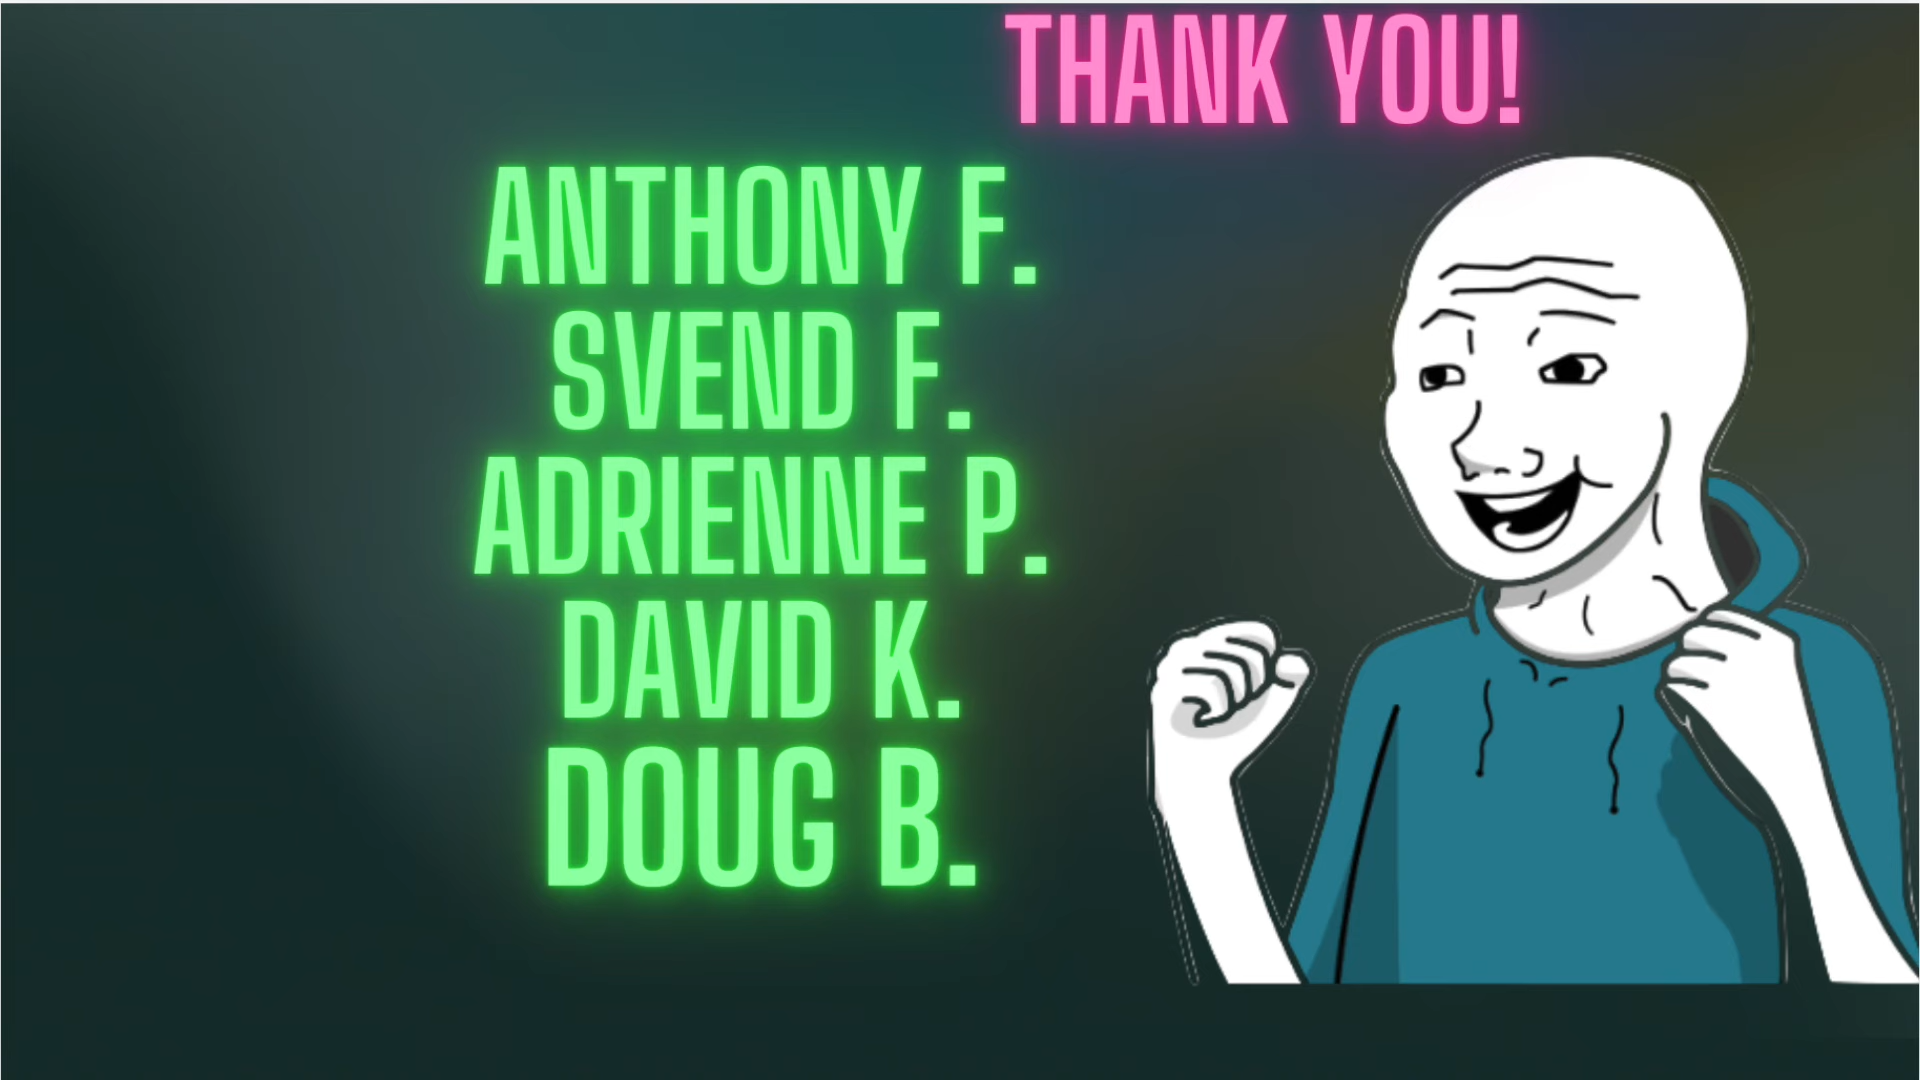 THANK YOU!
ANTHONY F.
SVEND F.
ADRIENNE P.
DAVID K.
DOUG B.